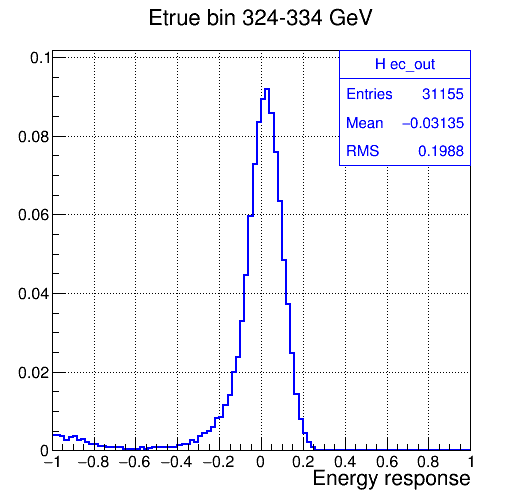 Etrue bin 324-334 GeV
H ec_out
Entries 31155
Mean −0.03135
RMS 0.1988
0.1
0.08
0.06
0.04
0.02
0
−1 −0.8 −0.6 −0.4 −0.2 0 0.2 0.4 0.6 0.8 1
Energy response